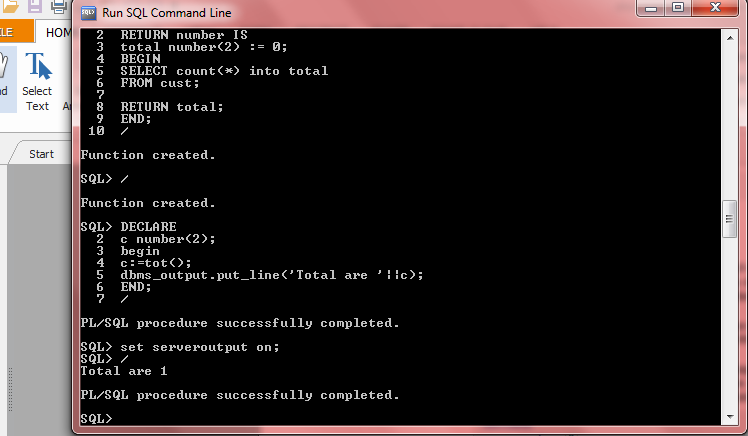 Run SQL Command Line
2 RETURN number IS
3 total number(2) := 0;
4 BEGIN
5 SELECT count(*) into total
6 FROM cust;
7
8 RETURN total;
9 END;
10 /
Function created.
SQL> /
Function created.
SQL> DECLARE
2 c number(2);
3 begin
4 c:=tot();
5 dbms_output.put_line('Total are '||c);
6 END;
7 /
PL/SQL procedure successfully completed.
SQL> set serveroutput on;
SQL> /
Total are 1
PL/SQL procedure successfully completed.
SQL>
Select
Text
Start